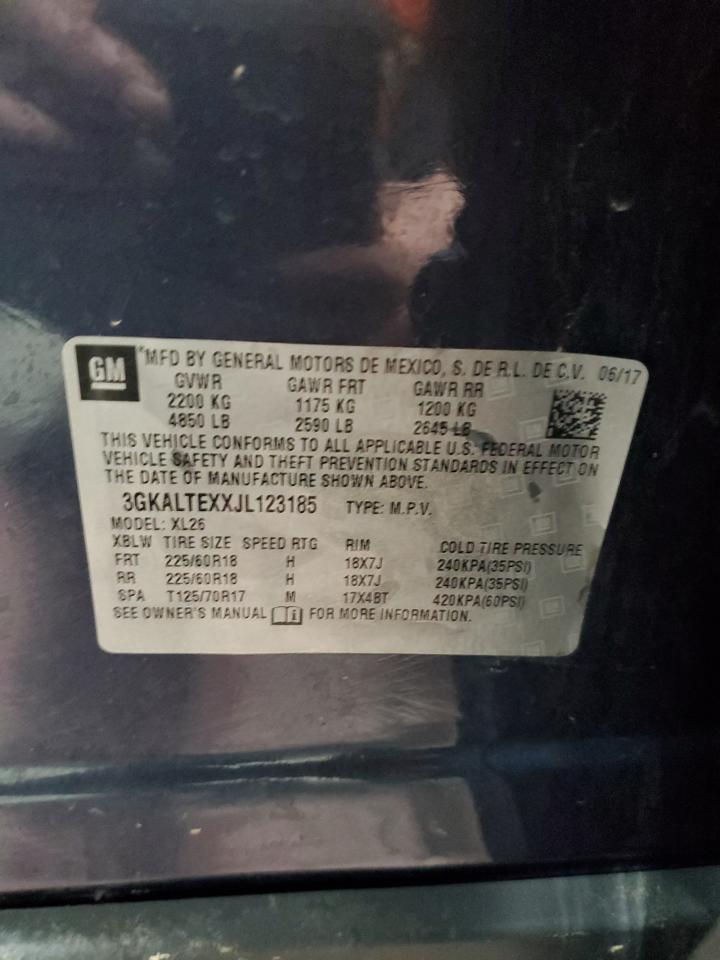 GM
*MFD BY GENERAL MOTORS DE MEXICO, S. DE R.L. DE C.V. 06/17
GVWR GAWR FRT GAWR RR
2200 KG 1175 KG 1200 KG
4850 LB 2590 LB 2645 LB
THIS VEHICLE CONFORMS TO ALL APPLICABLE U.S. FEDERAL MOTOR
VEHICLE SAFETY AND THEFT PREVENTION STANDARDS IN EFFECT ON
THE DATE OF MANUFACTURE SHOWN ABOVE.
3GKALTEXXJL123185 TYPE: M.P.V.
MODEL: XL26
XBLW TIRE SIZE SPEED RTG RIM COLD TIRE PRESSURE
FRT 225/60R18 H 18X7J 240KPA(35PSI)
RR 225/60R18 H 18X7J 240KPA(35PSI)
SPA T125/70R17 M 17X4BT 420KPA(60PSI)
SEE OWNER'S MANUAL FOR MORE INFORMATION.